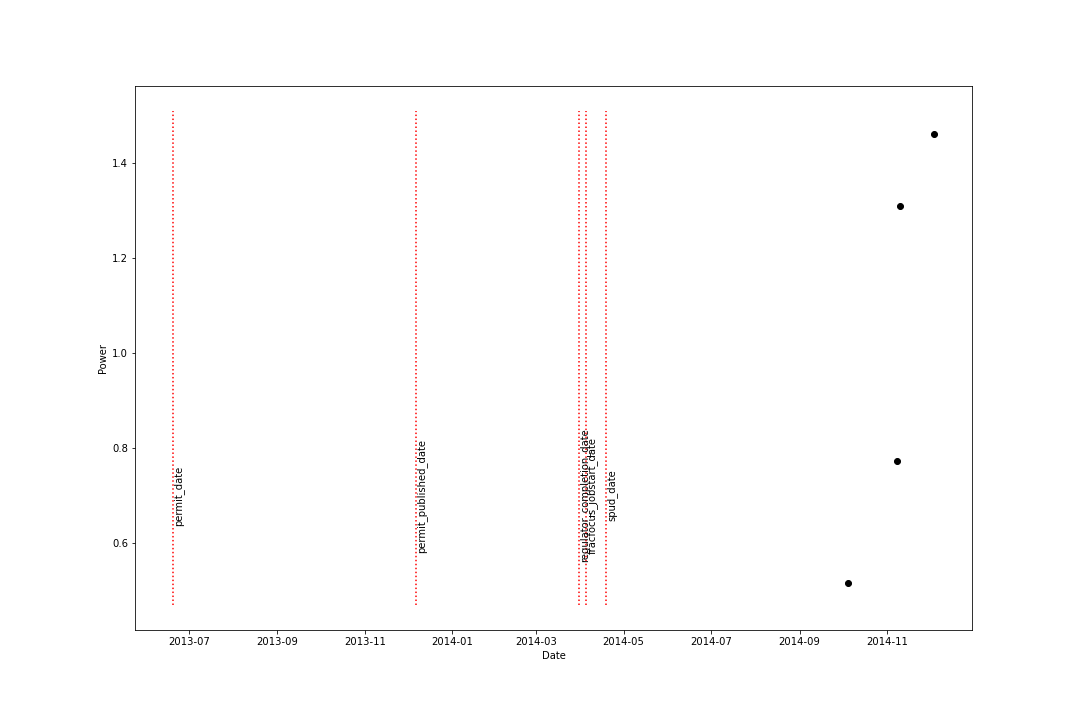 1.4
1.2
1.0
0.8
0.6
Power
permit_date
permit_published_date
regulator_completion_date
fracfocus_jobstart_date
spud_date
2013-07
2013-09
2013-11
2014-01
2014-03
2014-05
2014-07
2014-09
2014-11
Date